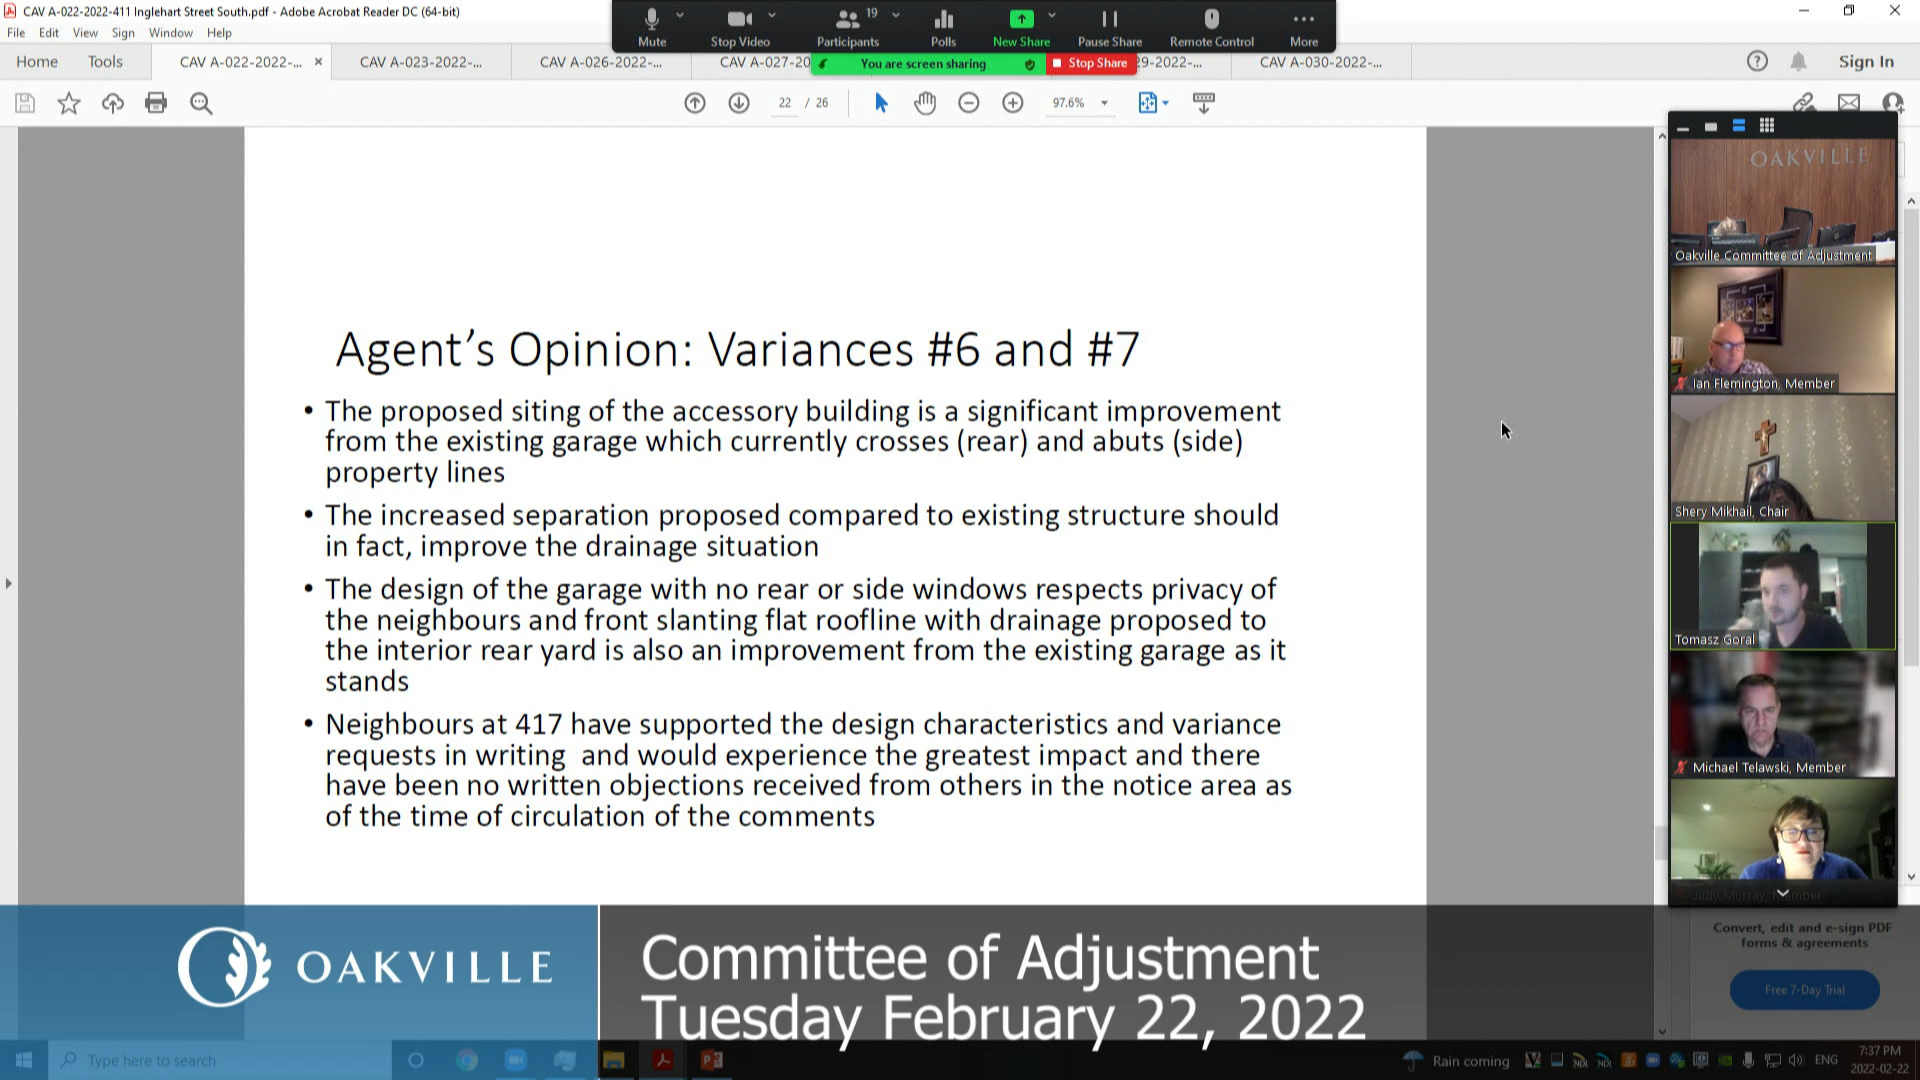 CAV A-022-2022-411 Inglehart Street South.pdf - Adobe Acrobat Reader DC (64-bit)
File Edit View Sign Window Help
Mute
Stop Video
19
Participants
Polls
New Share
Pause Share
Remote Control
More
You are screen sharing
Stop Share
Home
Tools
CAV A-022-2022-...
CAV A-023-2022-...
CAV A-026-2022-...
CAV A-027-20
29-2022-...
CAV A-030-2022-...
Sign In
22 / 26
97.6%
Agent's Opinion: Variances #6 and #7
• The proposed siting of the accessory building is a significant improvement
from the existing garage which currently crosses (rear) and abuts (side)
property lines
• The increased separation proposed compared to existing structure should
in fact, improve the drainage situation
• The design of the garage with no rear or side windows respects privacy of
the neighbours and front slanting flat roofline with drainage proposed to
the interior rear yard is also an improvement from the existing garage as it
stands
• Neighbours at 417 have supported the design characteristics and variance
requests in writing and would experience the greatest impact and there
have been no written objections received from others in the notice area as
of the time of circulation of the comments
OAKVILLE
Oakville Committee of Adjustment
Ian Flemington, Member
Shery Mikhail, Chair
Tomasz Goral
Michael Telawski, Member
Murray, Member
Convert, edit and e-sign PDF
forms & agreements
Free 7-Day Trial
OAKVILLE
Committee of Adjustment
Tuesday February 22, 2022
Type here to search
Rain coming
ENG
7:37 PM
2022-02-22